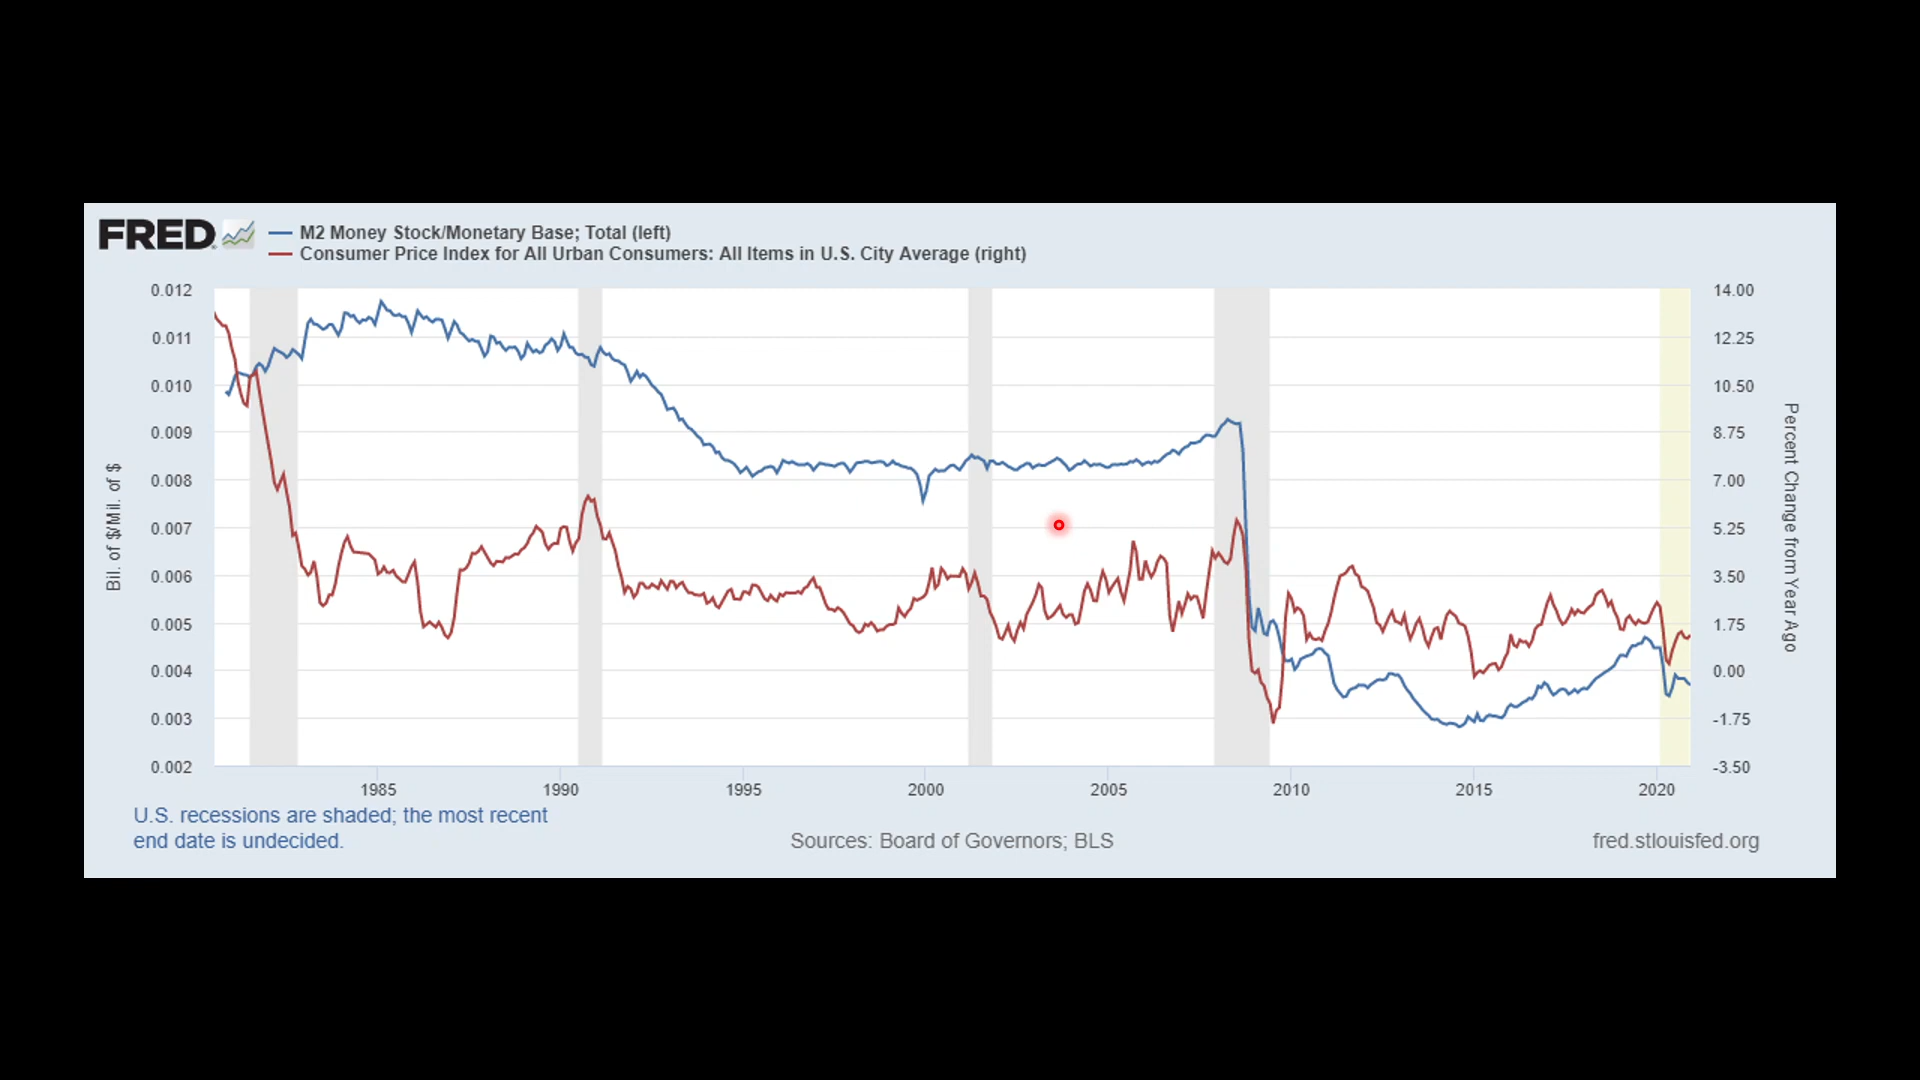 FRED
M2 Money Stock/Monetary Base; Total (left)
Consumer Price Index for All Urban Consumers: All Items in U.S. City Average (right)
0.012
0.011
0.010
0.009
0.008
0.007
0.006
0.005
0.004
0.003
0.002
Bil. of $/Mil. of $
14.00
12.25
10.50
8.75
7.00
5.25
3.50
1.75
0.00
-1.75
-3.50
Percent Change from Year Ago
1985 1990 1995 2000 2005 2010 2015 2020
U.S. recessions are shaded; the most recent
end date is undecided.
Sources: Board of Governors; BLS
fred.stlouisfed.org